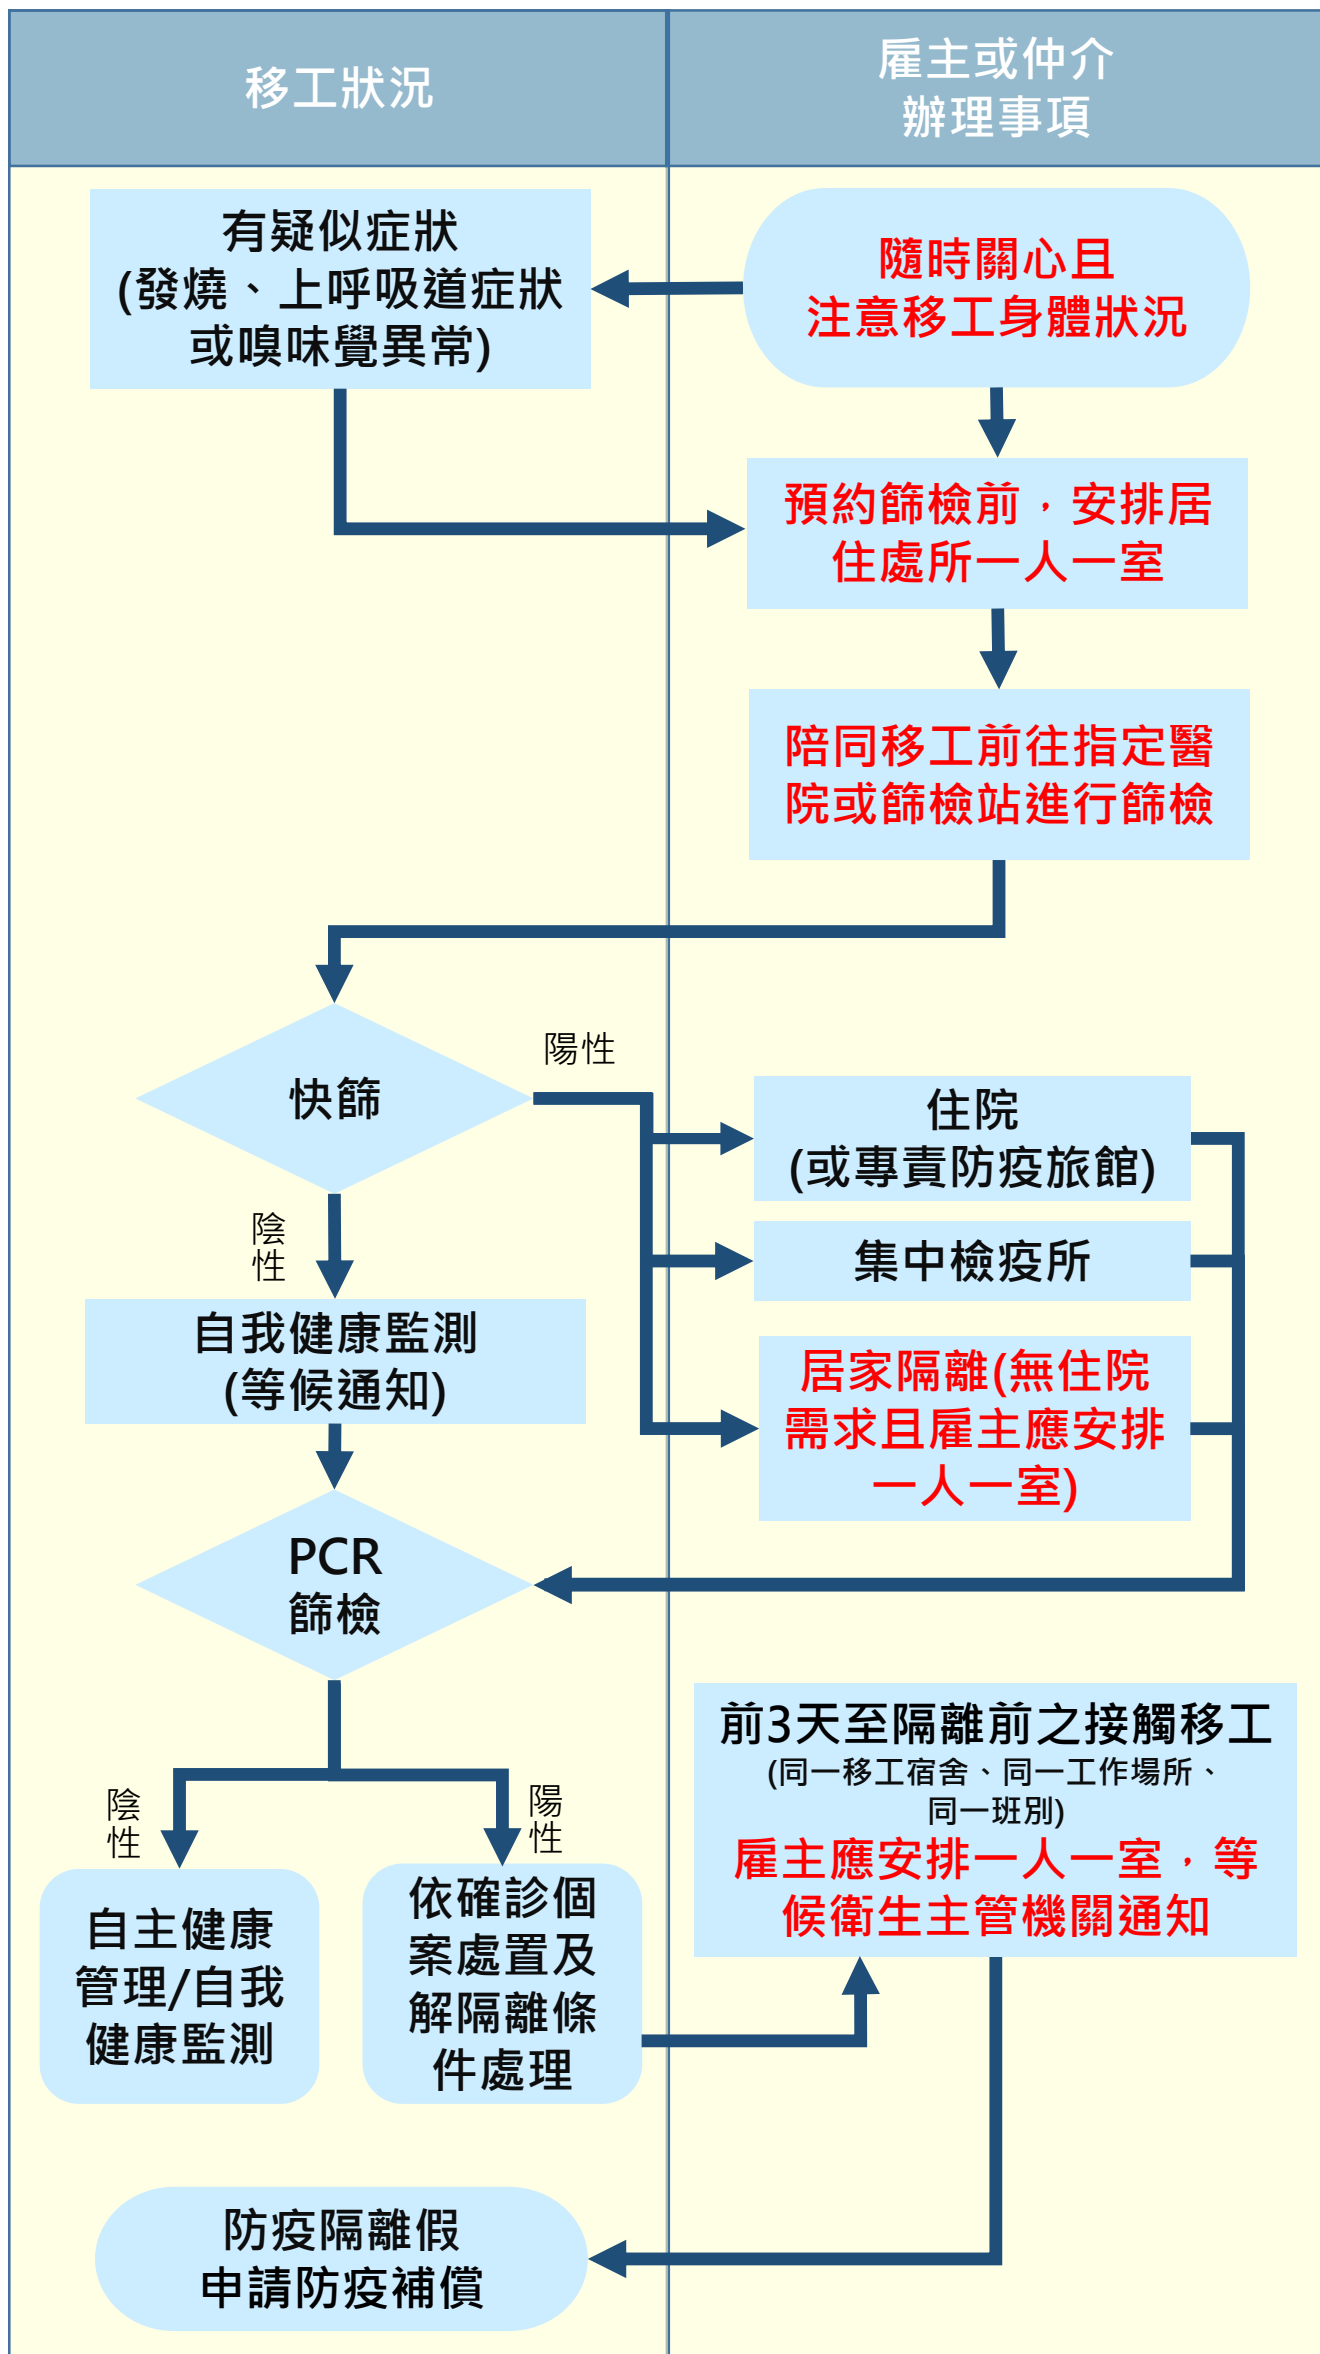 移工狀況
雇主或仲介
辦理事項
有疑似症狀
(發燒、上呼吸道症狀
或嗅味覺異常)
隨時關心且
注意移工身體狀況
預約篩檢前，安排居
住處所一人一室
陪同移工前往指定醫
院或篩檢站進行篩檢
快篩
陽性
陰
性
住院
(或專責防疫旅館)
集中檢疫所
居家隔離(無住院
需求且雇主應安排
一人一室)
自我健康監測
(等候通知)
PCR
篩檢
陰
性
陽
性
自主健康
管理/自我
健康監測
依確診個
案處置及
解隔離條
件處理
前3天至隔離前之接觸移工
(同一移工宿舍、同一工作場所、
同一班別)
雇主應安排一人一室，等
候衛生主管機關通知
防疫隔離假
申請防疫補償